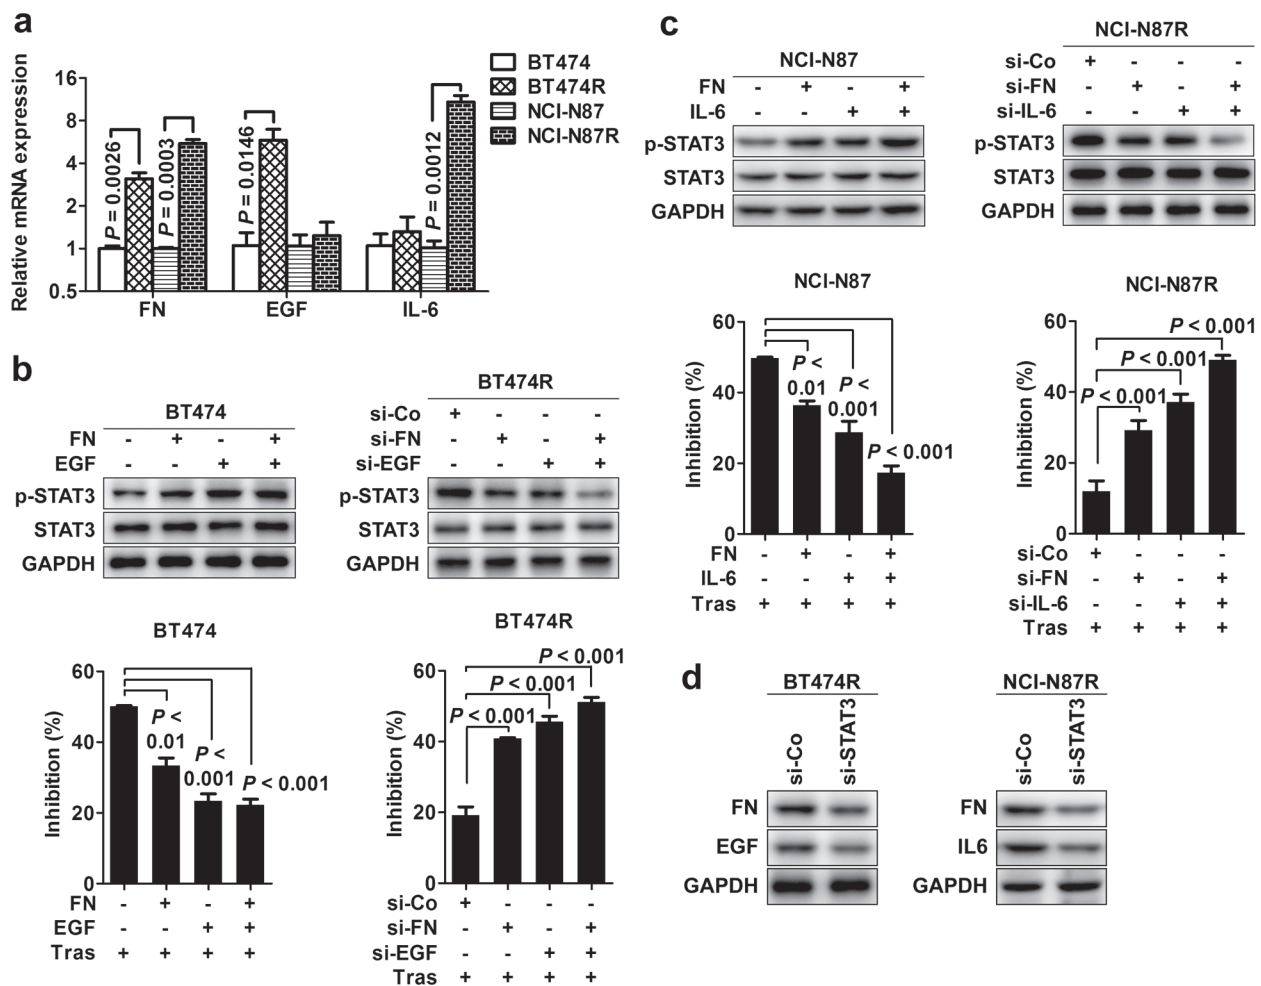 a
Relative mRNA expression
16
8
4
2
1
0.5
P = 0.0026
P = 0.0003
P = 0.0146
P = 0.0012
FN
EGF
IL-6
BT474
BT474R
NCI-N87
NCI-N87R
b
BT474
FN - + - +
EGF - - + +
p-STAT3
STAT3
GAPDH
BT474R
si-Co + - - -
si-FN - + - +
si-EGF - - + +
p-STAT3
STAT3
GAPDH
BT474
Inhibition (%)
60
40
20
0
P <
0.01
P <
0.001
P < 0.001
FN - + - +
EGF - - + +
Tras + + + +
BT474R
Inhibition (%)
60
40
20
0
P < 0.001
P < 0.001
P < 0.001
si-Co + - - -
si-FN - + - +
si-EGF - - + +
Tras + + + +
c
NCI-N87
FN - + - +
IL-6 - - + +
p-STAT3
STAT3
GAPDH
NCI-N87R
si-Co + - - -
si-FN - + - +
si-IL-6 - - + +
p-STAT3
STAT3
GAPDH
NCI-N87
Inhibition (%)
60
40
20
0
P <
0.01
P <
0.001
P < 0.001
FN - + - +
IL-6 - - + +
Tras + + + +
NCI-N87R
Inhibition (%)
60
40
20
0
P < 0.001
P < 0.001
P < 0.001
si-Co + - - -
si-FN - + - +
si-IL-6 - - + +
Tras + + + +
d
BT474R
si-Co
si-STAT3
FN
EGF
GAPDH
NCI-N87R
si-Co
si-STAT3
FN
IL6
GAPDH